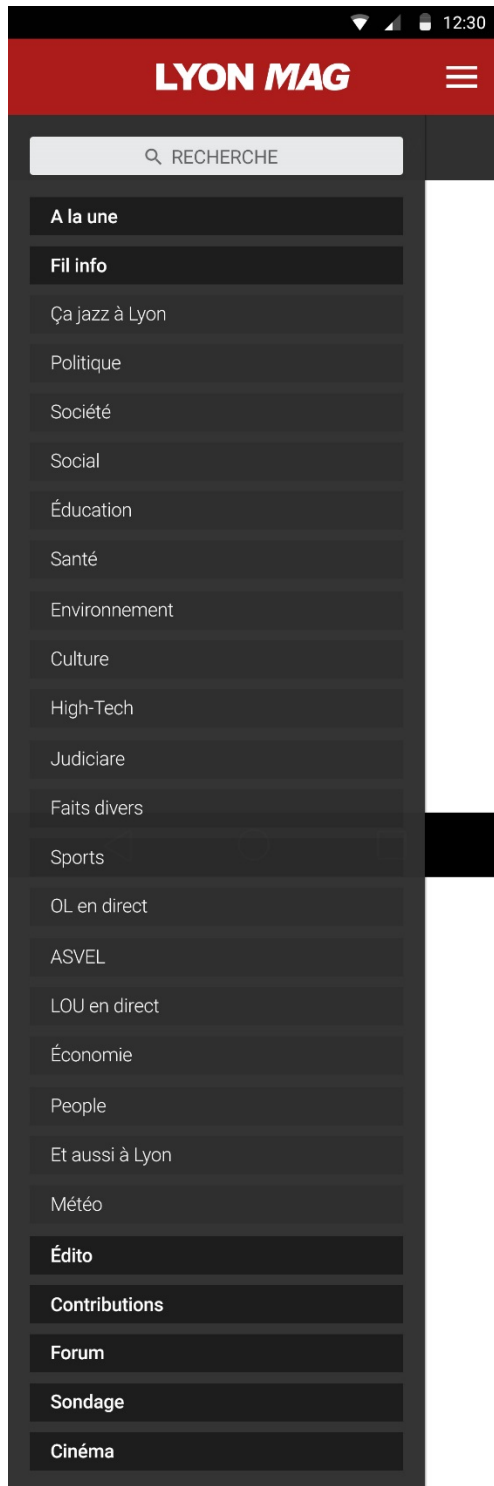 12:30
LYON MAG
RECHERCHE
A la une
Fil info
Ça jazz à Lyon
Politique
Société
Social
Éducation
Santé
Environnement
Culture
High-Tech
Judiciare
Faits divers
Sports
OL en direct
ASVEL
LOU en direct
Économie
People
Et aussi à Lyon
Météo
Édito
Contributions
Forum
Sondage
Cinéma